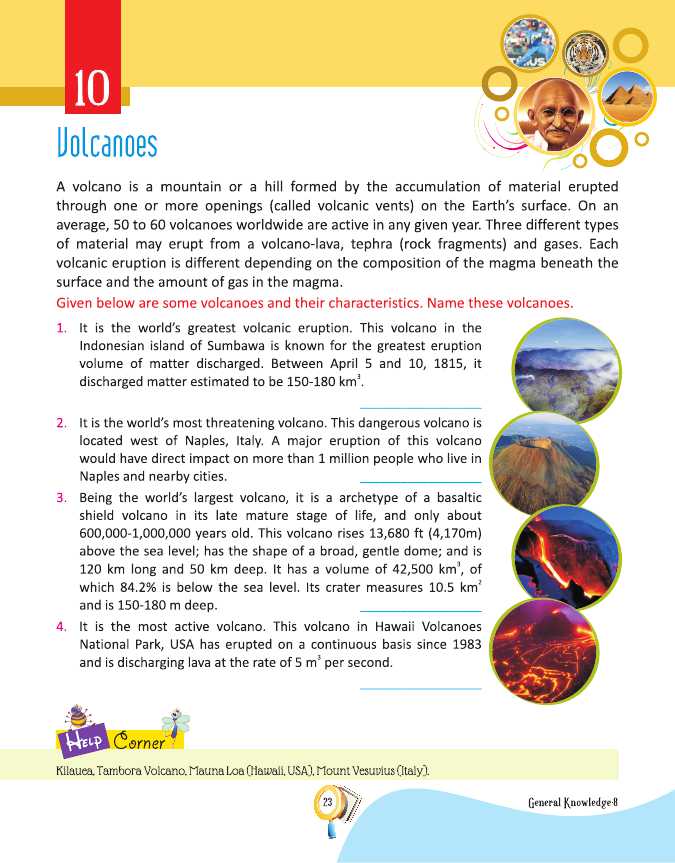 10
Volcanoes
A volcano is a mountain or a hill formed by the accumulation of material erupted
through one or more openings (called volcanic vents) on the Earth's surface. On an
average, 50 to 60 volcanoes worldwide are active in any given year. Three different types
of material may erupt from a volcano-lava, tephra (rock fragments) and gases. Each
volcanic eruption is different depending on the composition of the magma beneath the
surface and the amount of gas in the magma.
Given below are some volcanoes and their characteristics. Name these volcanoes.
1. It is the world's greatest volcanic eruption. This volcano in the
Indonesian island of Sumbawa is known for the greatest eruption
volume of matter discharged. Between April 5 and 10, 1815, it
discharged matter estimated to be 150-180 km³.
2. It is the world's most threatening volcano. This dangerous volcano is
located west of Naples, Italy. A major eruption of this volcano
would have direct impact on more than 1 million people who live in
Naples and nearby cities.
3. Being the world's largest volcano, it is a archetype of a basaltic
shield volcano in its late mature stage of life, and only about
600,000-1,000,000 years old. This volcano rises 13,680 ft (4,170m)
above the sea level; has the shape of a broad, gentle dome; and is
120 km long and 50 km deep. It has a volume of 42,500 km³, of
which 84.2% is below the sea level. Its crater measures 10.5 km²
and is 150-180 m deep.
4. It is the most active volcano. This volcano in Hawaii Volcanoes
National Park, USA has erupted on a continuous basis since 1983
and is discharging lava at the rate of 5 m³ per second.
Help Corner
Kilauea, Tambora Volcano, Mauna Loa (Hawaii, USA), Mount Vesuvius (Italy).
23
General Knowledge-8